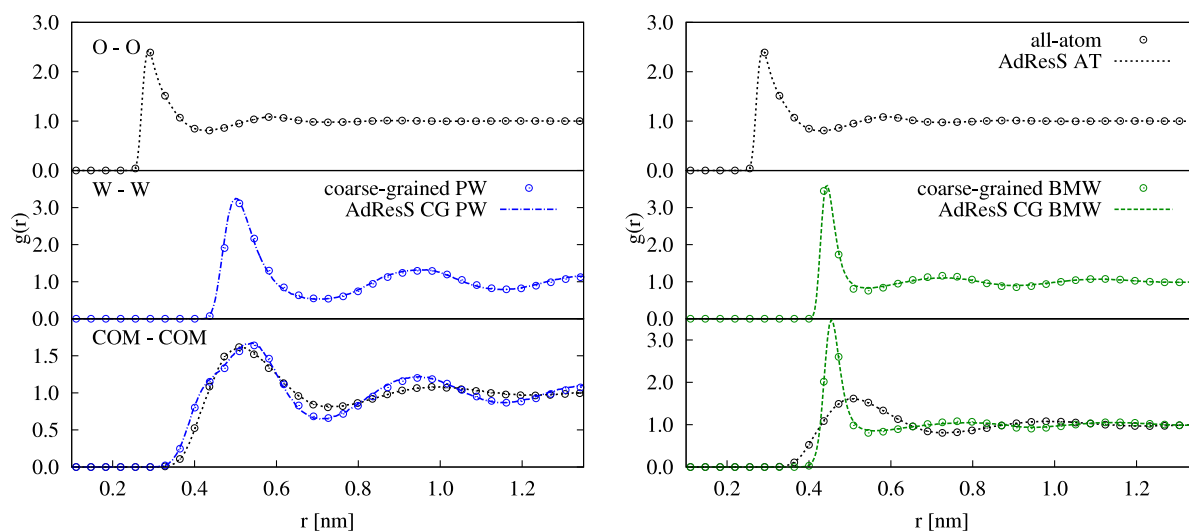 3.0
O - O
2.0
1.0
0.0
W - W
coarse-grained PW
AdResS CG PW
3.0
2.0
1.0
0.0
g(r)
COM - COM
1.5
1.0
0.5
0.0
0.2 0.4 0.6 0.8 1.0 1.2
r [nm]
3.0
all-atom
AdResS AT
2.0
1.0
0.0
coarse-grained BMW
AdResS CG BMW
3.0
2.0
1.0
0.0
g(r)
3.0
2.0
1.0
0.0
0.2 0.4 0.6 0.8 1.0 1.2
r [nm]